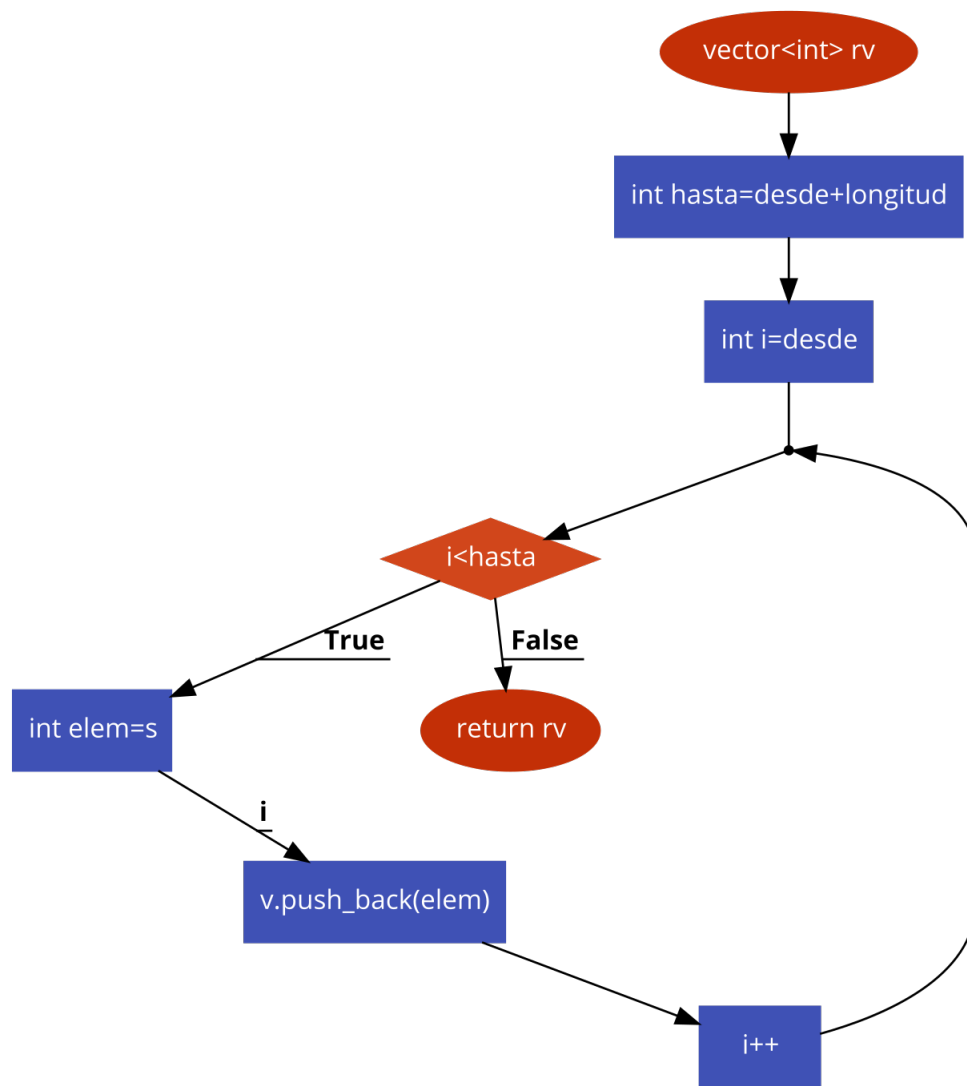 vector<int> rv
int hasta=desde+longitud
int i=desde
i<hasta
True
False
int elem=s
return rv
i
v.push_back(elem)
i++